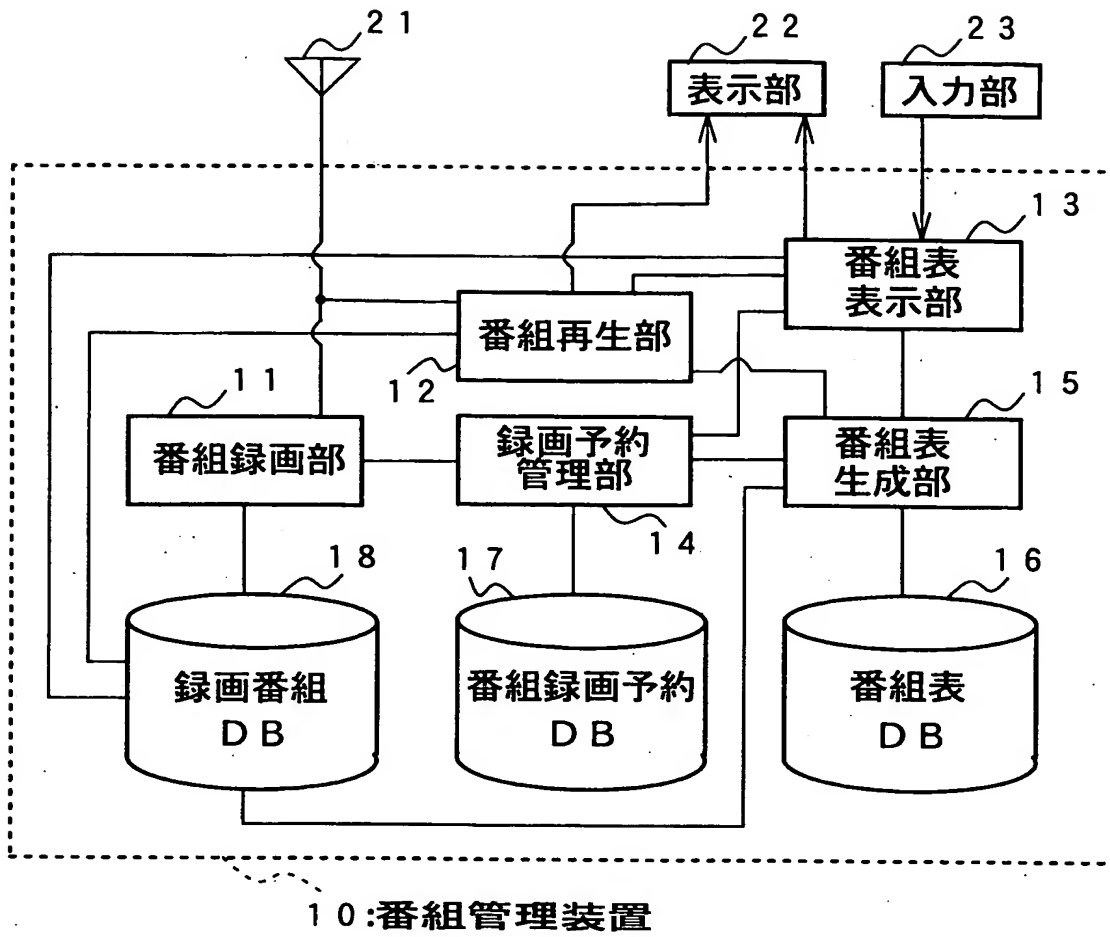 21
22
23
表示部
入力部
13
番組表
表示部
番組再生部
12
11
15
番組録画部
録画予約
管理部
番組表
生成部
14
18
17
16
録画番組
DB
番組録画予約
DB
番組表
DB
10:番組管理装置